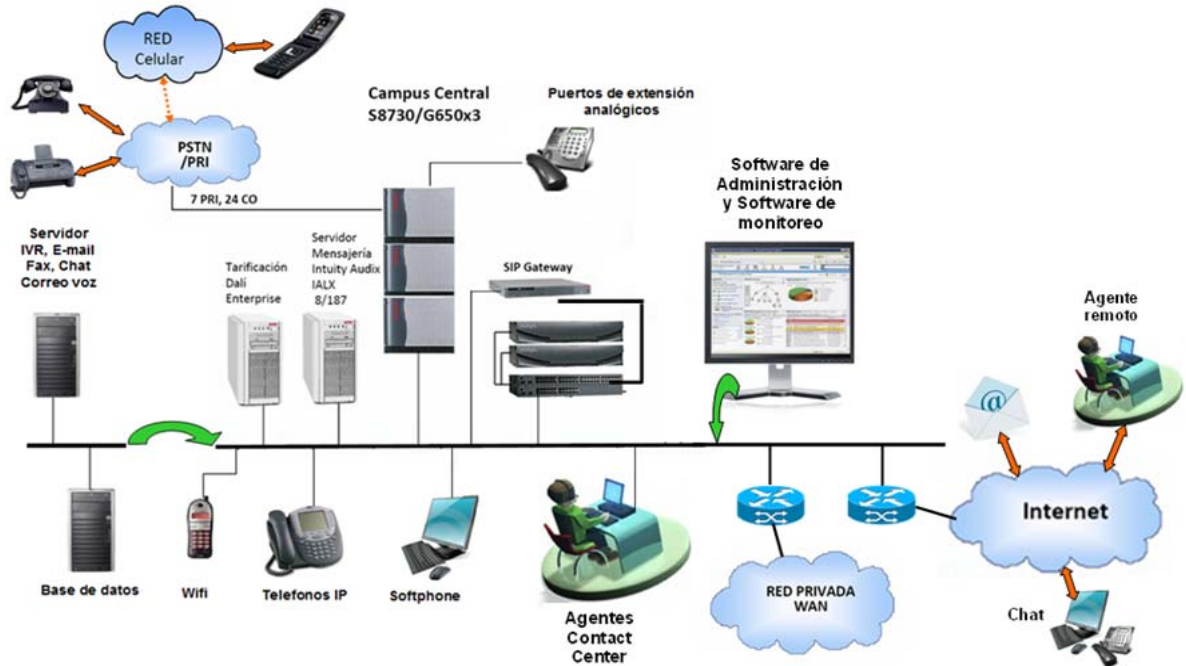 RED
Celular
Campus Central
S8730/G650x3
Puertos de extensión
analógicos
PSTN
/PRI
7 PRI, 24 CO
Software de
Administración
y Software de
monitoreo
Servidor
IVR, E-mail
Fax, Chat
Correo voz
Tarificación
Dalí
Enterprise
Servidor
Mensajería
Intuity Audix
IALX
8/187
SIP Gateway
Agente
remoto
@
Internet
Base de datos
Wifi
Telefonos IP
Softphone
Agentes
Contact
Center
RED PRIVADA
WAN
Chat